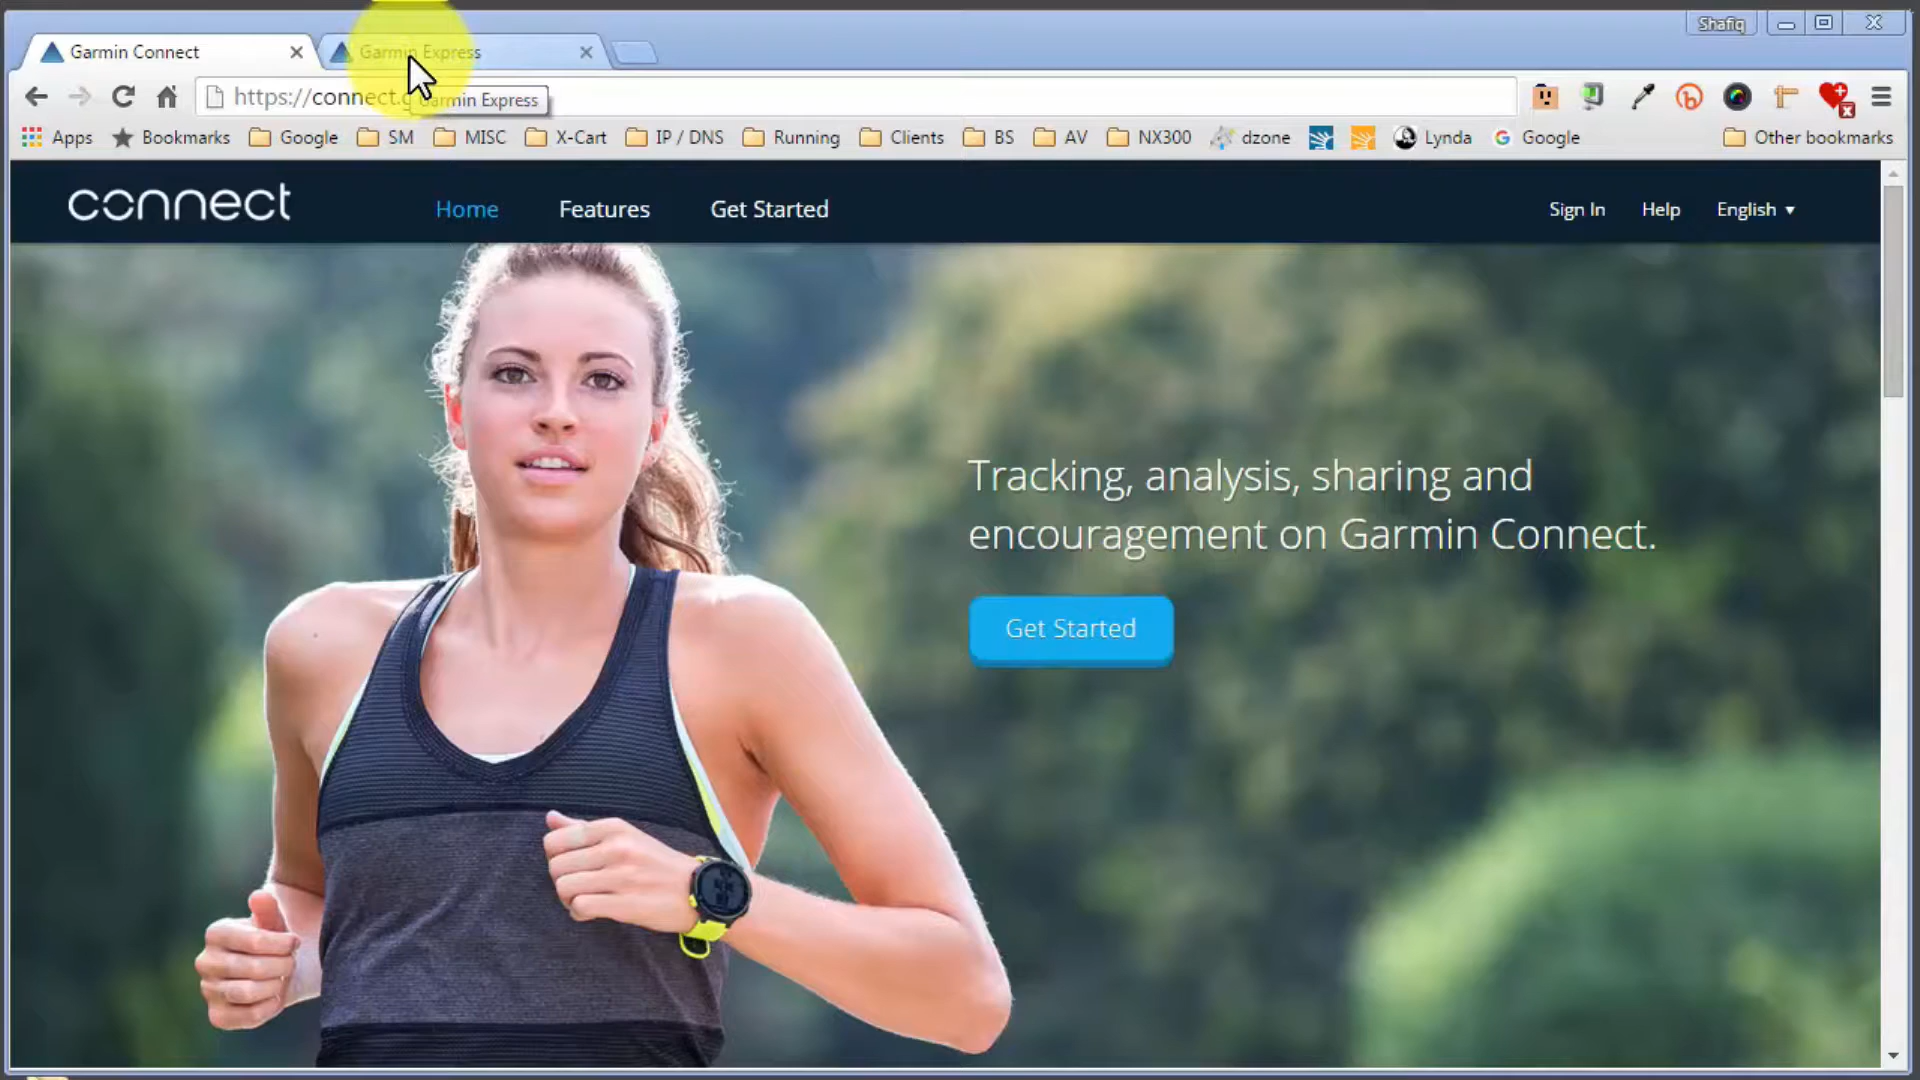 Shafiq
Garmin Connect
Garmin Express
https://connect.g
Garmin Express
Apps Bookmarks Google SM MISC X-Cart IP / DNS Running Clients BS AV NX300 dzone Lynda Google Other bookmarks
connect Home Features Get Started Sign In Help English
Tracking, analysis, sharing and
encouragement on Garmin Connect.
Get Started